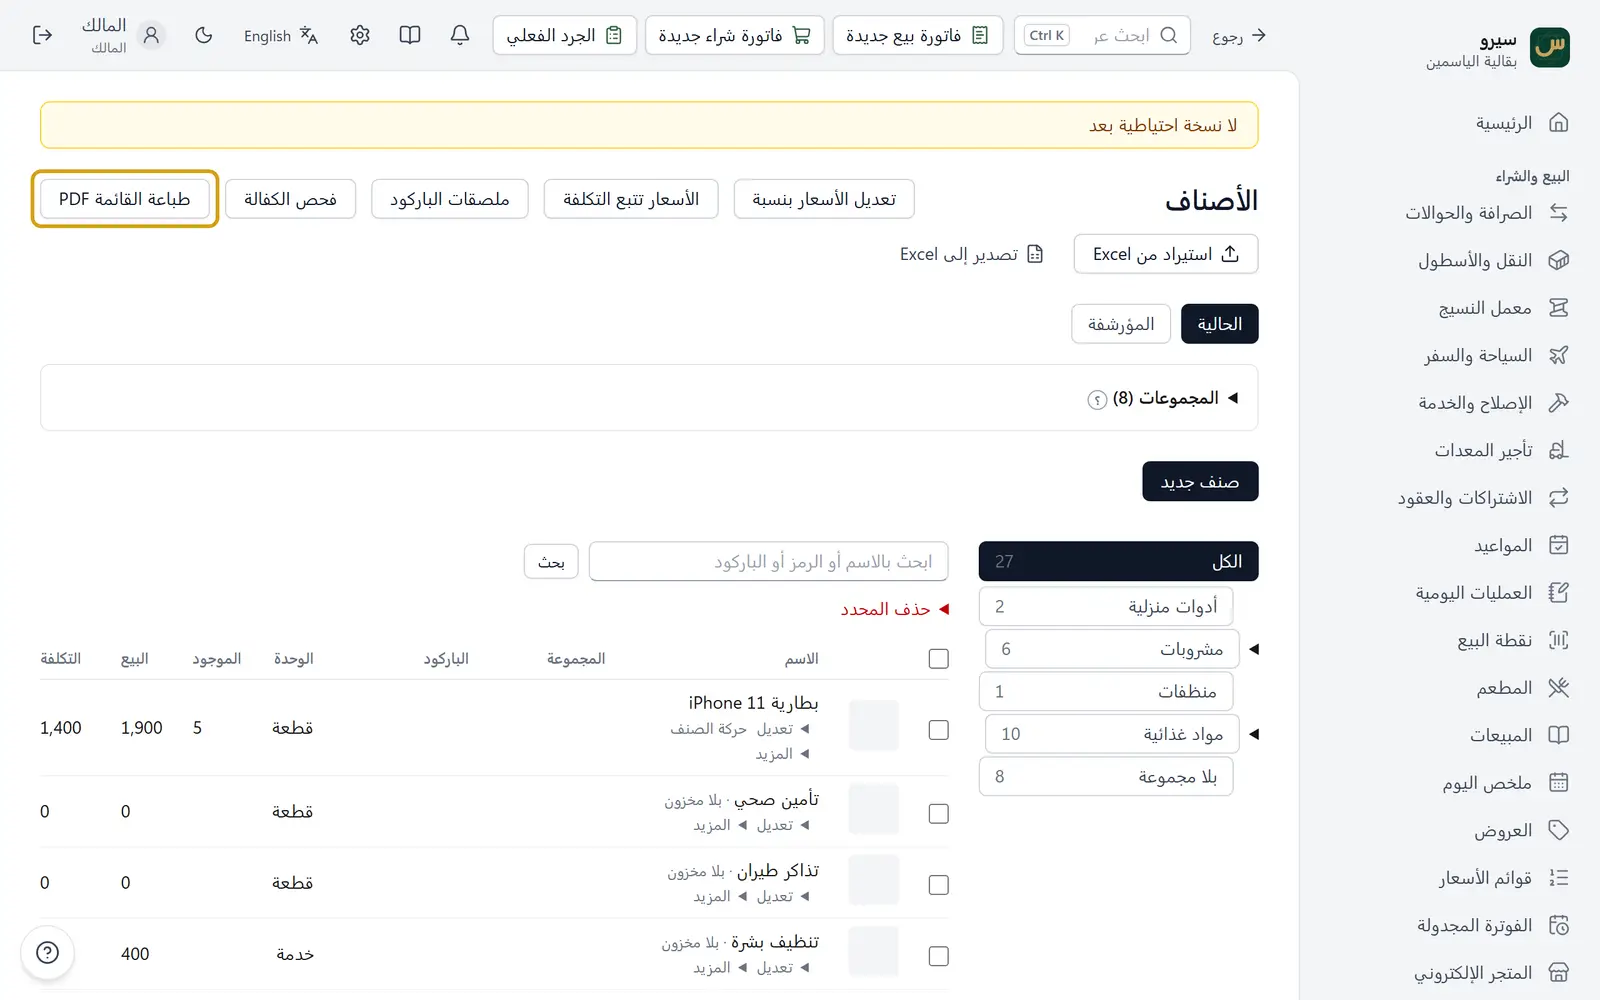 سيرو
بقالية الياسمين
رجوع
ابحث عر
Ctrl K
فاتورة بيع جديدة
فاتورة شراء جديدة
الجرد الفعلي
English
المالك
المالك
الرئيسية
البيع والشراء
الصرافة والحوالات
النقل والأسطول
معمل النسيج
السياحة والسفر
الإصلاح والخدمة
تأجير المعدات
الاشتراكات والعقود
المواعيد
العمليات اليومية
نقطة البيع
المطعم
المبيعات
ملخص اليوم
العروض
قوائم الأسعار
الفوترة المجدولة
المتجر الإلكتروني
لا نسخة احتياطية بعد
الأصناف
تعديل الأسعار بنسبة
الأسعار تتبع التكلفة
ملصقات الباركود
فحص الكفالة
طباعة القائمة PDF
استيراد من Excel
تصدير إلى Excel
الحالية
المؤرشفة
المجموعات (8) ؟
صنف جديد
الكل 27
أدوات منزلية 2
مشروبات 6
منظفات 1
مواد غذائية 10
بلا مجموعة 8
ابحث بالاسم أو الرمز أو الباركود
بحث
حذف المحدد
الاسم المجموعة الباركود الوحدة الموجود البيع التكلفة
بطارية iPhone 11
تعديل حركة الصنف
المزيد
قطعة 5 1,900 1,400
تأمين صحي · بلا مخزون
تعديل المزيد
قطعة 0 0
تذاكر طيران · بلا مخزون
تعديل المزيد
قطعة 0 0
تنظيف بشرة · بلا مخزون
تعديل المزيد
خدمة 400